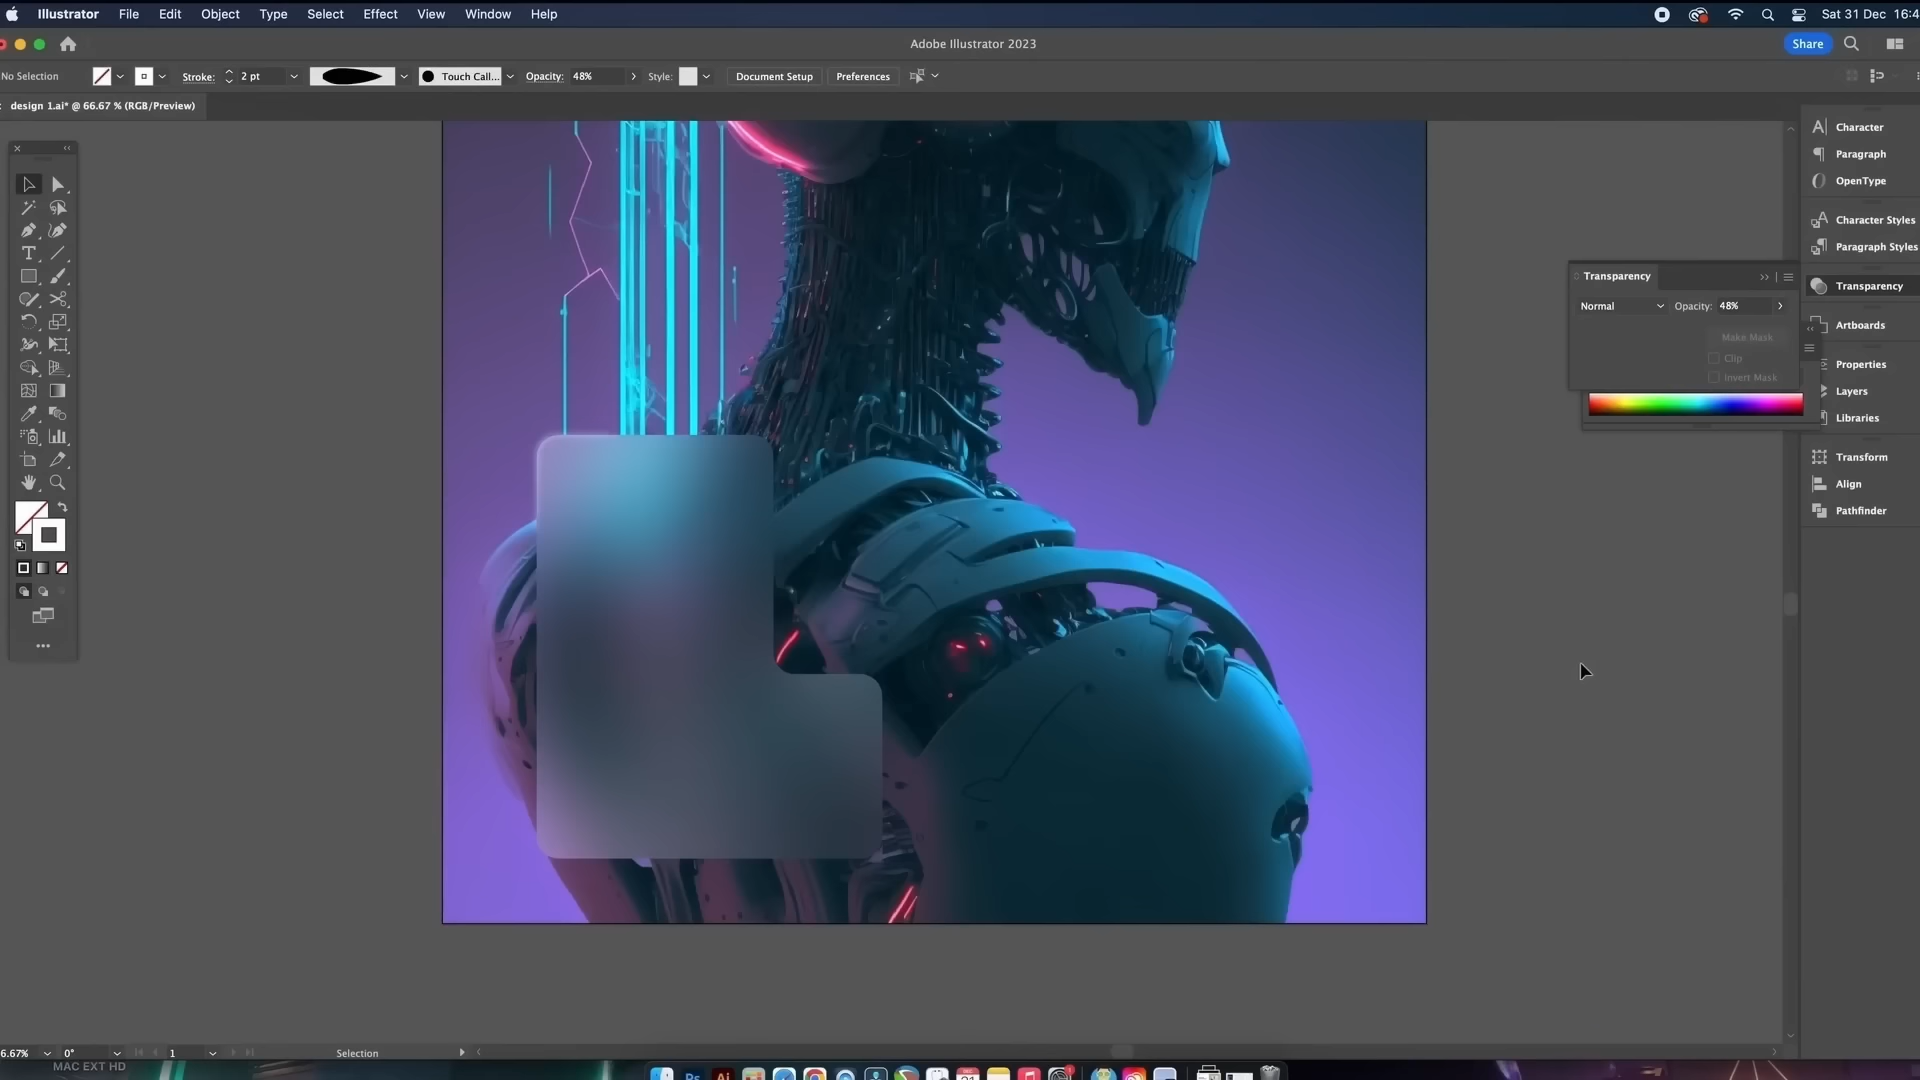 Illustrator File Edit Object Type Select Effect View Window Help Sat 31 Dec 16:4
Adobe Illustrator 2023 Share
No Selection Stroke: 2 pt Touch Call... Opacity: 48% Style: Document Setup Preferences
design 1.ai* @ 66.67 % (RGB/Preview)
Character
Paragraph
OpenType
Character Styles
Paragraph Styles
Transparency
Normal Opacity: 48%
Make Mask
Clip
Invert Mask
Transparency
Artboards
Properties
Layers
Libraries
Transform
Align
Pathfinder
6.67% 0° 1 Selection
MAC EXT HD
Ps Ai